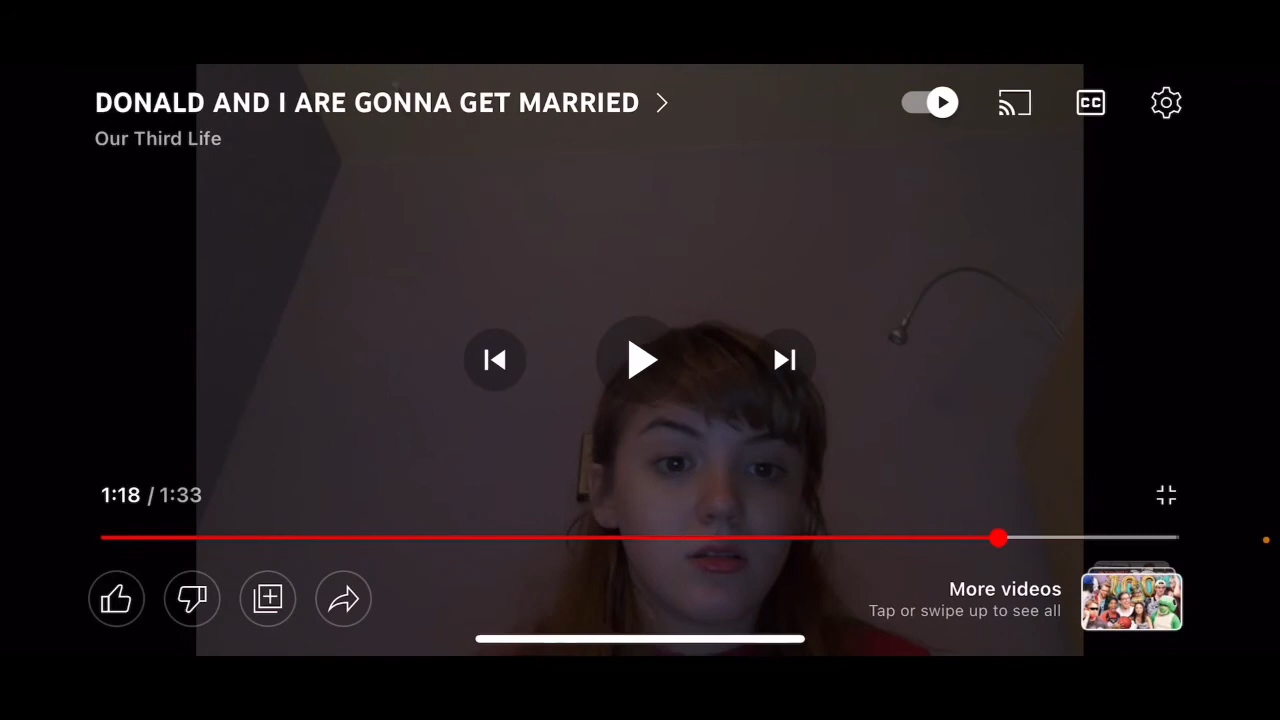 DONALD AND I ARE GONNA GET MARRIED
Our Third Life
CC
1:18 / 1:33
More videos
Tap or swipe up to see all